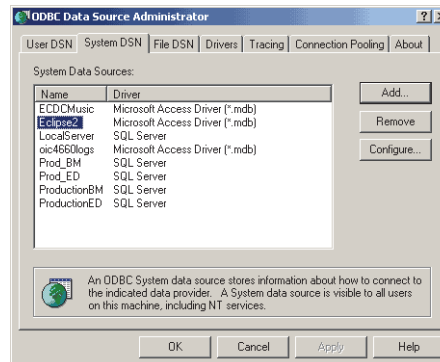 ODBC Data Source Administrator
User DSN System DSN File DSN Drivers Tracing Connection Pooling About
System Data Sources:
Name Driver
ECDCMusic Microsoft Access Driver (*.mdb)
Eclipse2 Microsoft Access Driver (*.mdb)
LocalServer SQL Server
oic4660logs Microsoft Access Driver (*.mdb)
Prod_BM SQL Server
Prod_ED SQL Server
ProductionBM SQL Server
ProductionED SQL Server
Add...
Remove
Configure...
An ODBC System data source stores information about how to connect to
the indicated data provider. A System data source is visible to all users
on this machine, including NT services.
OK Cancel Apply Help